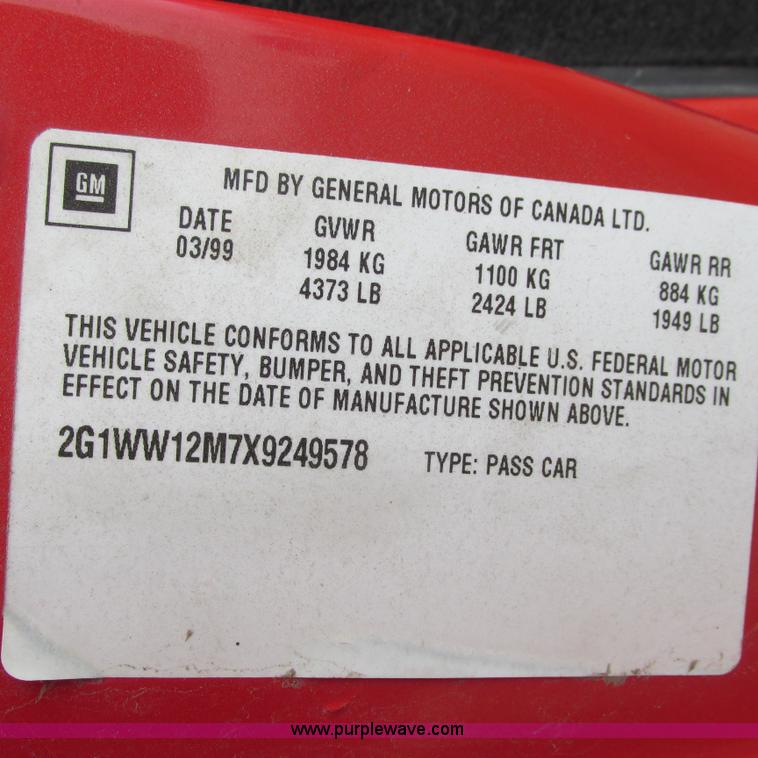 GM
MFD BY GENERAL MOTORS OF CANADA LTD.
DATE GVWR GAWR FRT GAWR RR
03/99 1984 KG 1100 KG 884 KG
4373 LB 2424 LB 1949 LB
THIS VEHICLE CONFORMS TO ALL APPLICABLE U.S. FEDERAL MOTOR
VEHICLE SAFETY, BUMPER, AND THEFT PREVENTION STANDARDS IN
EFFECT ON THE DATE OF MANUFACTURE SHOWN ABOVE.
2G1WW12M7X9249578 TYPE: PASS CAR
www.purplewave.com